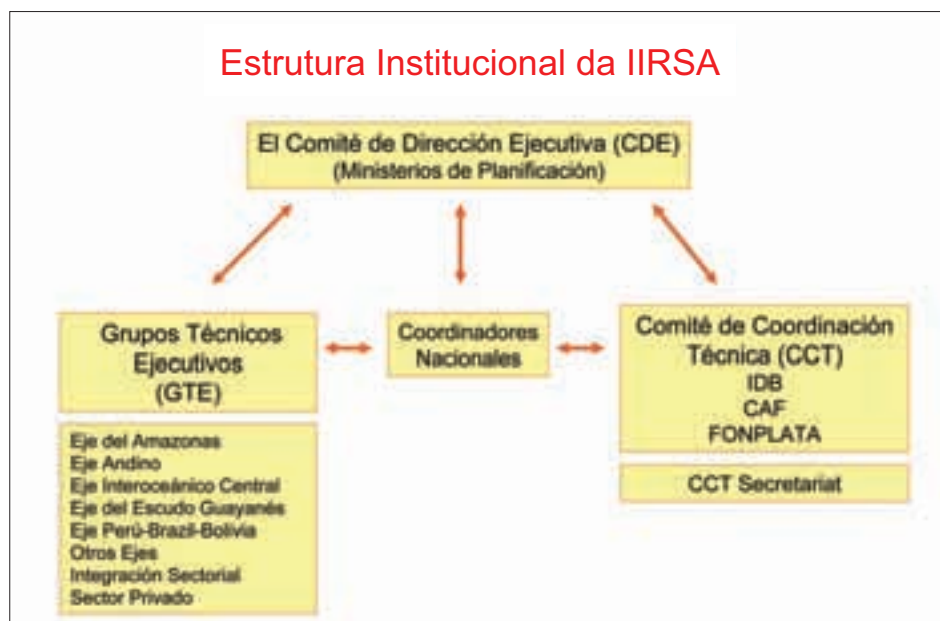 Estrutura Institucional da IIRSA
El Comité de Dirección Ejecutiva (CDE)
(Ministerios de Planificación)
Grupos Técnicos
Ejecutivos
(GTE)
Coordinadores
Nacionales
Comité de Coordinación
Técnica (CCT)
IDB
CAF
FONPLATA
Eje del Amazonas
Eje Andino
Eje Interoceánico Central
Eje del Escudo Guayanés
Eje Perú-Brazil-Bolivia
Otros Ejes
Integración Sectorial
Sector Privado
CCT Secretariat